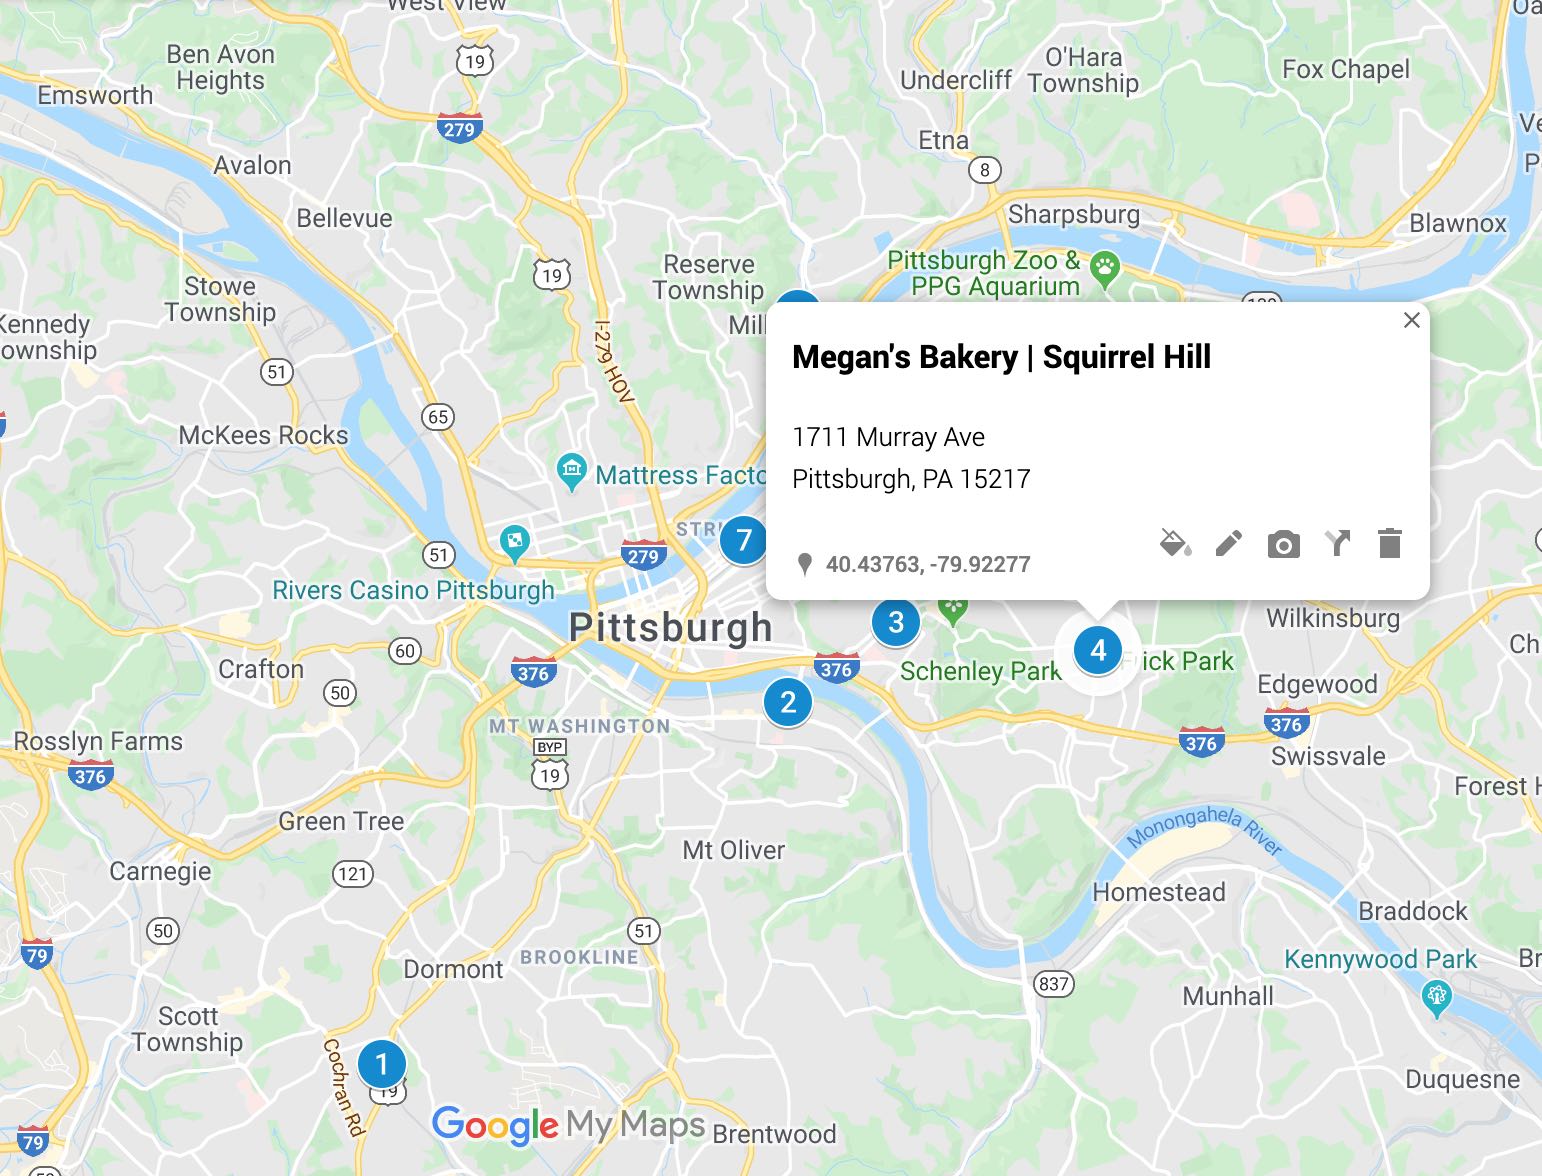 West View
Ben Avon
Heights
19
O'Hara
Township
Undercliff
Fox Chapel
Emsworth
279
Etna
8
Avalon
Bellevue
Sharpsburg
Blawnox
Pittsburgh Zoo &
PPG Aquarium
Reserve
Township
19
Stowe
Township
Kennedy
ownship
Mill
I-279 HOV
51
65
McKees Rocks
Mattress Facto
Megan's Bakery | Squirrel Hill
1711 Murray Ave
Pittsburgh, PA 15217
40.43763, -79.92277
STRI
7
51
279
Rivers Casino Pittsburgh
Pittsburgh
3
Wilkinsburg
Ch
60
4
Crafton
376
376
Schenley Park
ick Park
50
2
Edgewood
376
376
MT WASHINGTON
Rosslyn Farms
BYP
19
376
Swissvale
Forest H
Green Tree
Monongahela River
Mt Oliver
Carnegie
121
Homestead
Braddock
50
51
79
BROOKLINE
Dormont
Kennywood Park
Br
837
Munhall
Scott
Township
Cochran Rd
1
19
Duquesne
Google My Maps
Brentwood
79